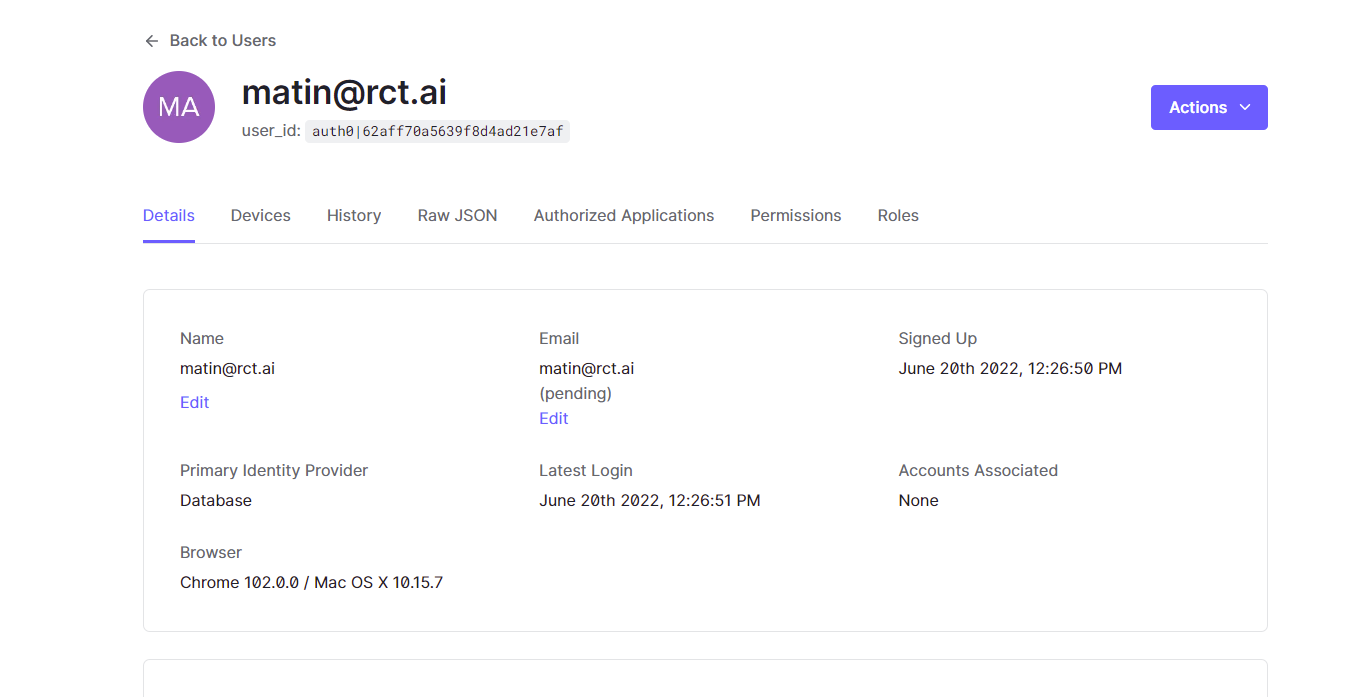 Back to Users
MA
matin@rct.ai
user_id: auth0|62aff70a5639f8d4ad21e7af
Actions
Details Devices History Raw JSON Authorized Applications Permissions Roles
Name
matin@rct.ai
Edit
Email
matin@rct.ai
(pending)
Edit
Signed Up
June 20th 2022, 12:26:50 PM
Primary Identity Provider
Database
Latest Login
June 20th 2022, 12:26:51 PM
Accounts Associated
None
Browser
Chrome 102.0.0 / Mac OS X 10.15.7